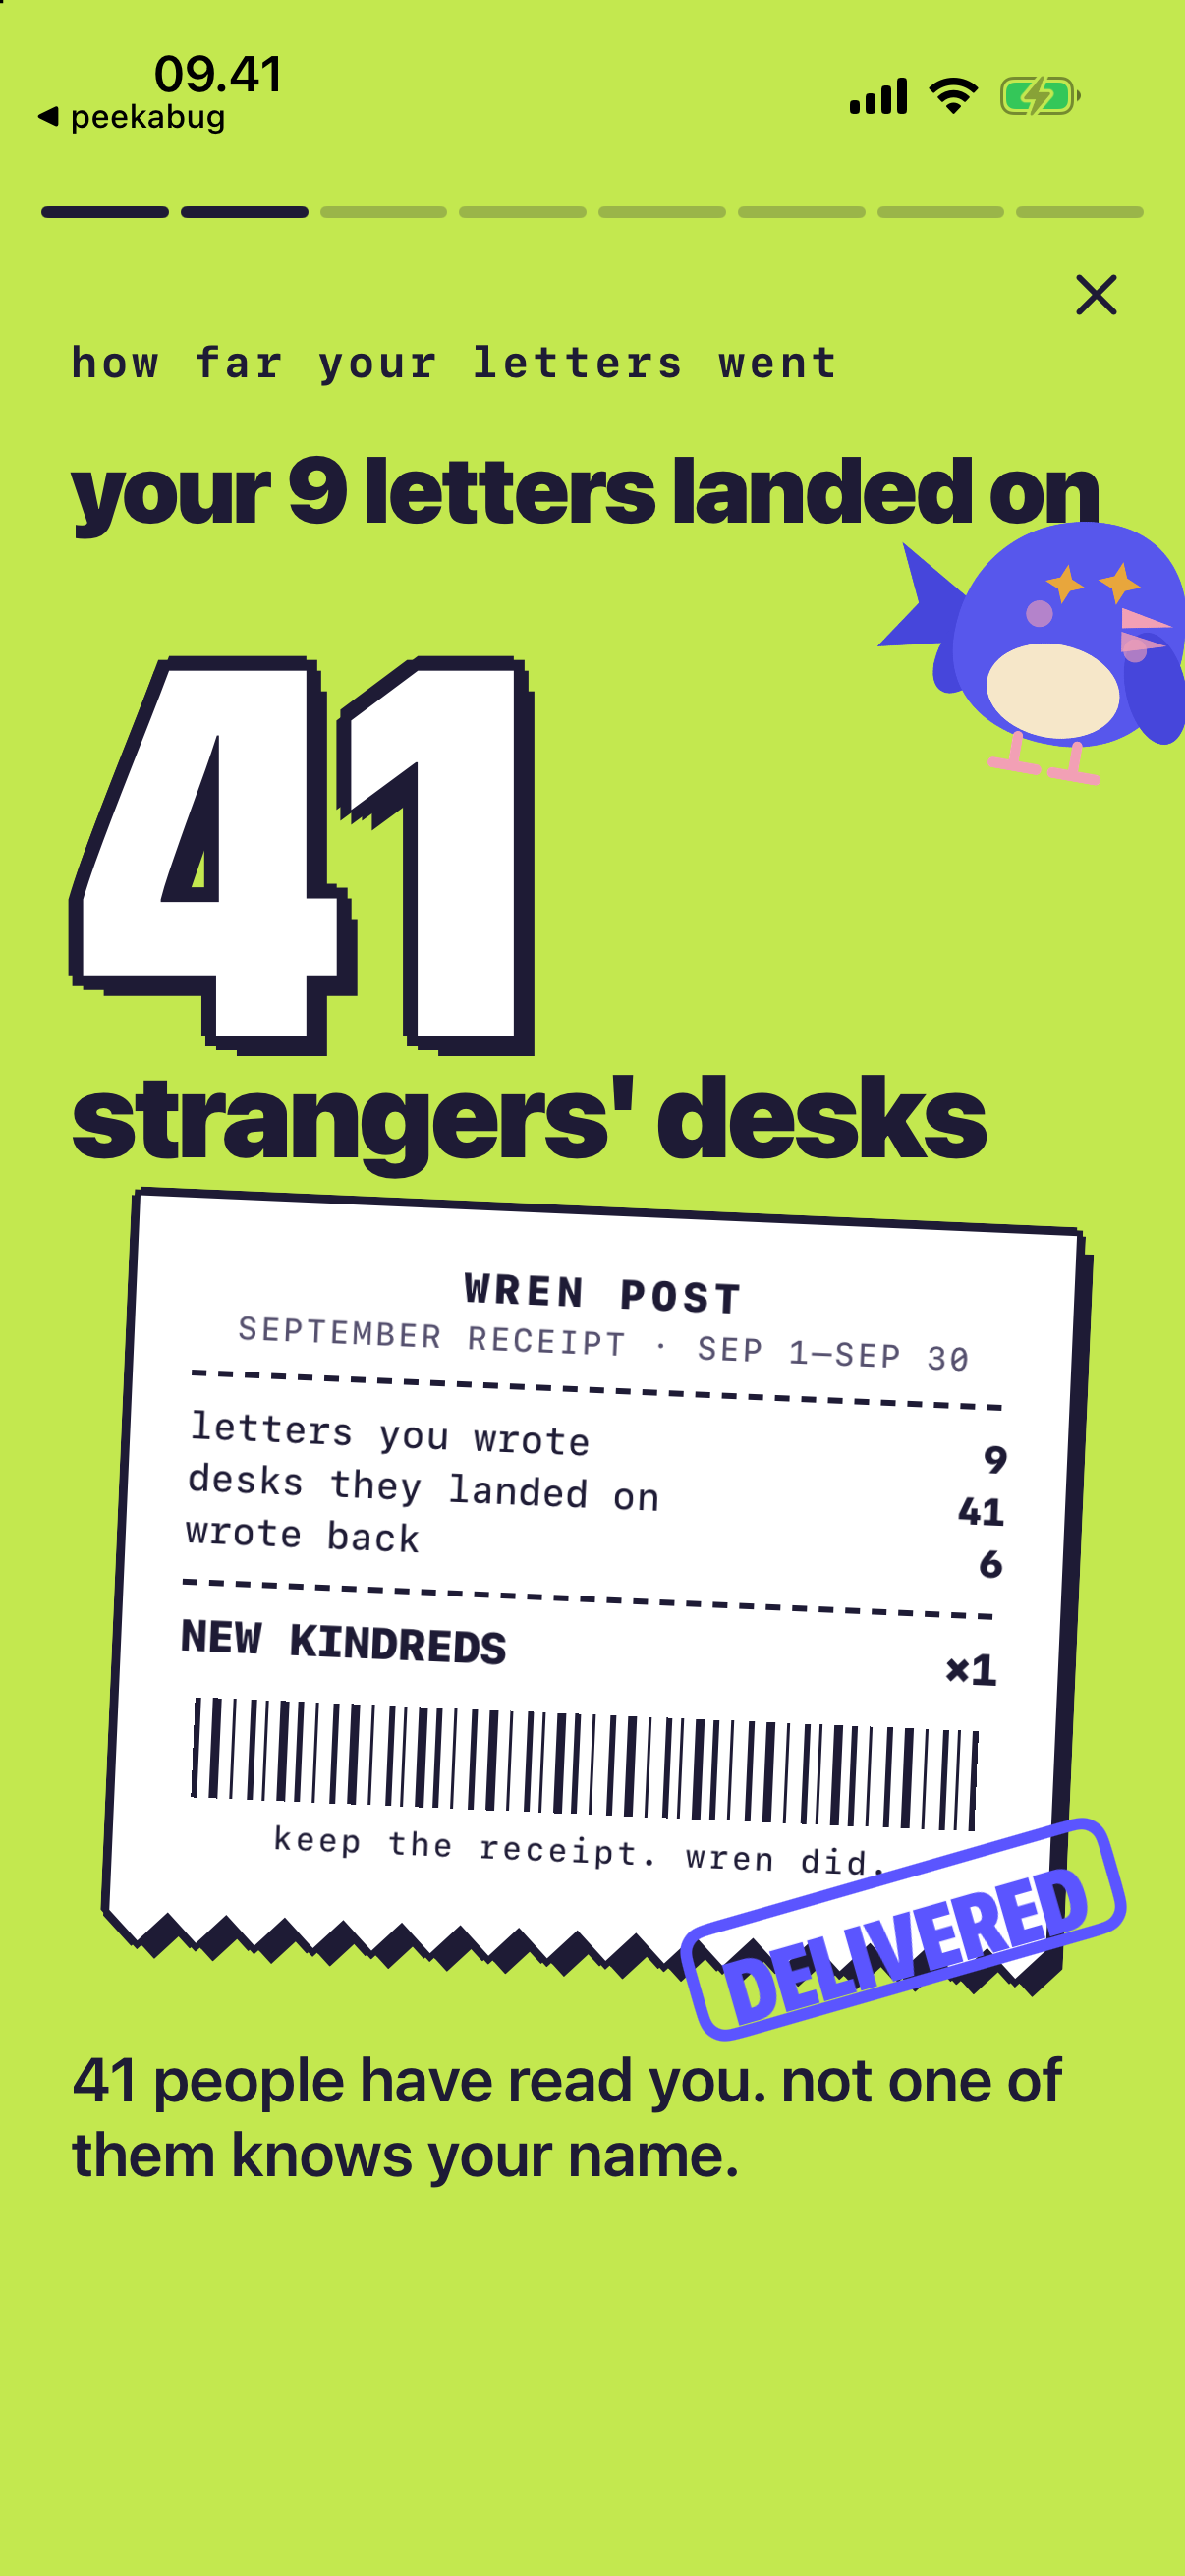 09.41
◀ peekabug
how far your letters went
your 9 letters landed on
41
strangers' desks
WREN POST
SEPTEMBER RECEIPT · SEP 1—SEP 30
letters you wrote 9
desks they landed on 41
wrote back 6
NEW KINDREDS ×1
keep the receipt. wren did.
DELIVERED
41 people have read you. not one of
them knows your name.